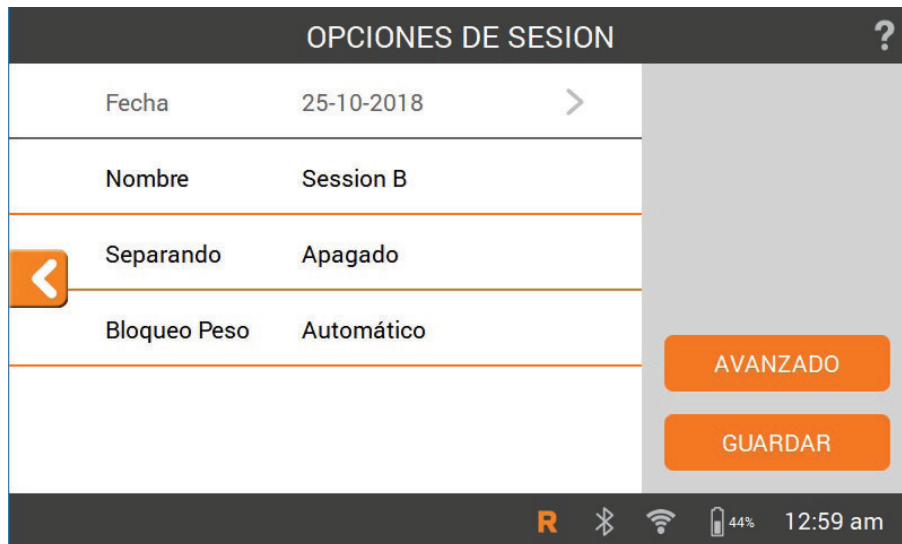 OPCIONES DE SESION ?
Fecha 25-10-2018
Nombre Session B
Separando Apagado
Bloqueo Peso Automático
AVANZADO
GUARDAR
R 44% 12:59 am